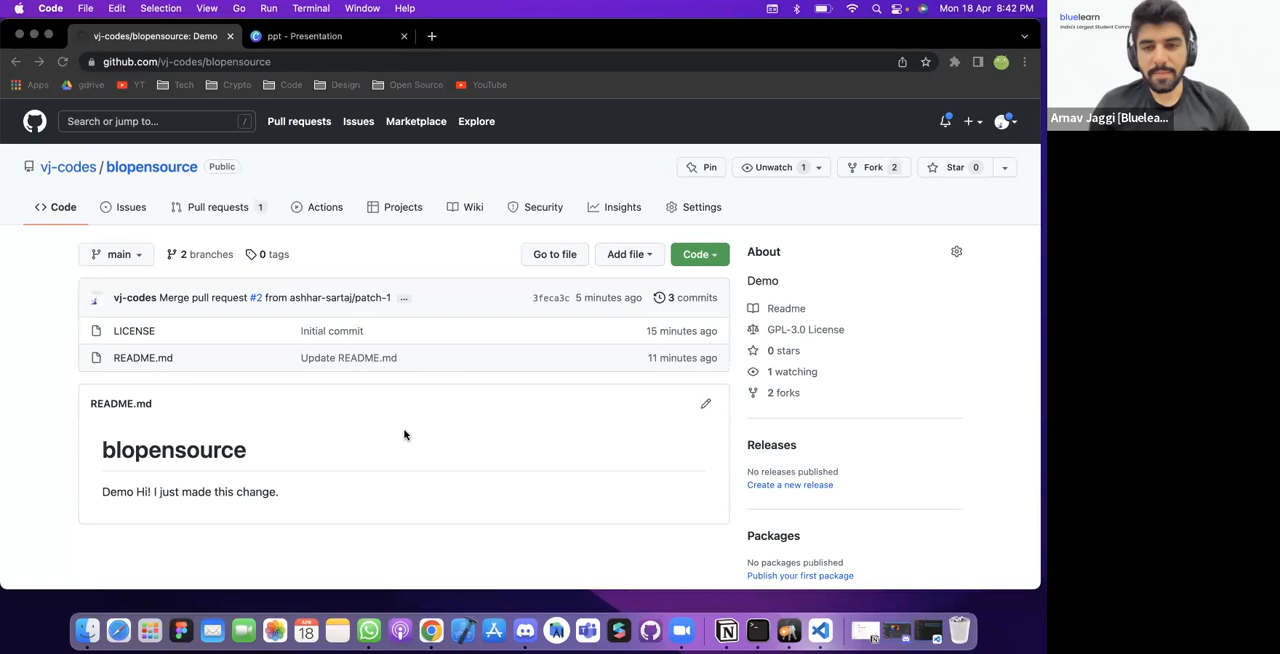 Code File Edit Selection View Go Run Terminal Window Help Mon 18 Apr 8:42 PM
vj-codes/blopensource: Demo ppt - Presentation
github.com/vj-codes/blopensource
Apps gdrive YT Tech Crypto Code Design Open Source YouTube
Search or jump to... / Pull requests Issues Marketplace Explore
vj-codes / blopensource Public Pin Unwatch 1 Fork 2 Star 0
Code Issues Pull requests 1 Actions Projects Wiki Security Insights Settings
main 2 branches 0 tags Go to file Add file Code
vj-codes Merge pull request #2 from ashhar-sartaj/patch-1 ... 3feca3c 5 minutes ago 3 commits
LICENSE Initial commit 15 minutes ago
README.md Update README.md 11 minutes ago
README.md
blopensource
Demo Hi! I just made this change.
About
Demo
Readme
GPL-3.0 License
0 stars
1 watching
2 forks
Releases
No releases published
Create a new release
Packages
No packages published
Publish your first package
APR
18
bluelearn
India's Largest Student Comm
Arnav Jaggi [Bluelea...